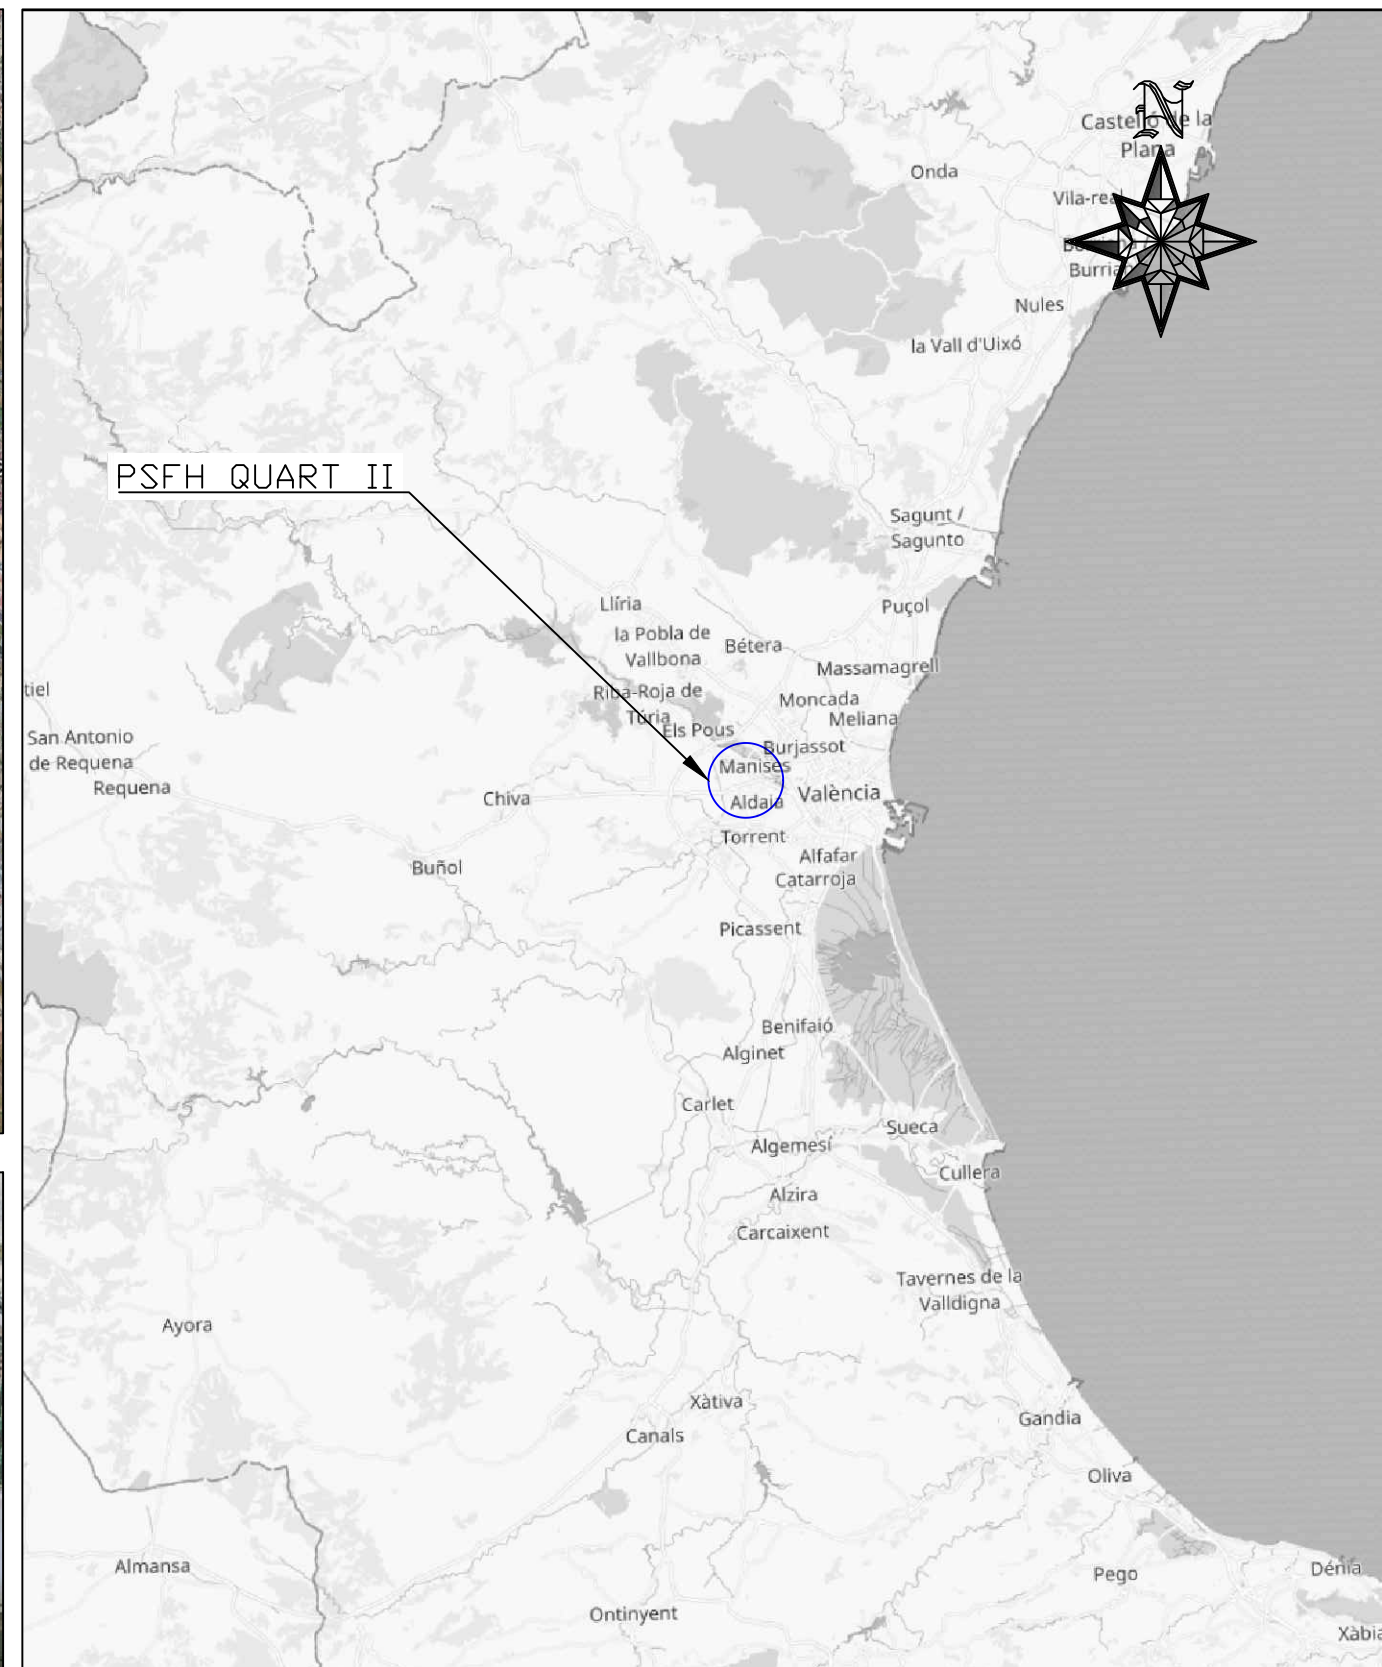 N
Castelló de la
Plana
Onda
Vila-real
Burriana
Nules
la Vall d'Uixó
PSFH QUART II
Sagunt /
Sagunto
Llíria
Puçol
la Pobla de
Vallbona
Bétera
Massamagrell
Riba-Roja de
Túria
Moncada
Meliana
Els Pous
tiel
San Antonio
de Requena
Requena
Burjassot
Manises
Chiva
Aldaia
València
Torrent
Buñol
Alfafar
Catarroja
Picassent
Benifaió
Alginet
Carlet
Sueca
Algemesí
Cullera
Alzira
Carcaixent
Tavernes de la
Valldigna
Ayora
Xàtiva
Gandia
Canals
Oliva
Almansa
Pego
Dénia
Ontinyent
Xàbia